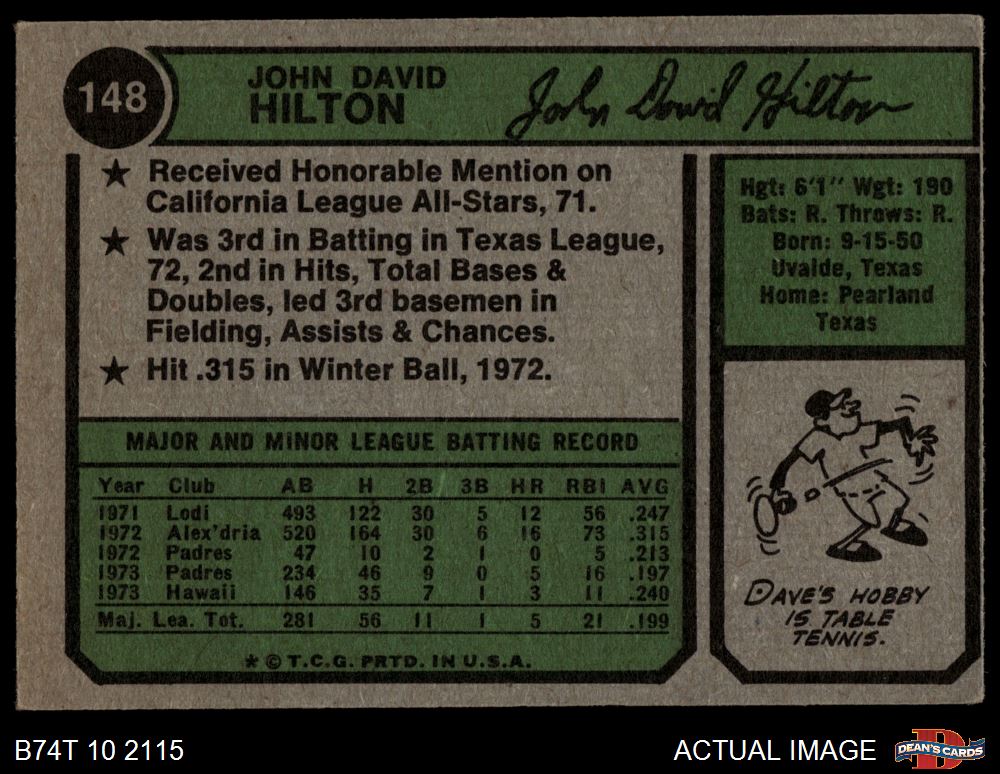 148
JOHN DAVID
HILTON
John David Hilton
★ Received Honorable Mention on
California League All-Stars, 71.
★ Was 3rd in Batting in Texas League,
72, 2nd in Hits, Total Bases &
Doubles, led 3rd basemen in
Fielding, Assists & Chances.
★ Hit .315 in Winter Ball, 1972.
Hgt: 6'1" Wgt: 190
Bats: R. Throws: R.
Born: 9-15-50
Uvalde, Texas
Home: Pearland
Texas
MAJOR AND MINOR LEAGUE BATTING RECORD
Year Club AB H 2B 3B HR RBI AVG
1971 Lodi 493 122 30 5 12 56 .247
1972 Alex'dria 520 164 30 6 16 73 .315
1972 Padres 47 10 2 1 0 5 .213
1973 Padres 234 46 9 0 5 16 .197
1973 Hawaii 146 35 7 1 3 11 .240
Maj. Lea. Tot. 281 56 11 1 5 21 .199
* © T.C.G. PRTD. IN U.S.A.
DAVE'S HOBBY
IS TABLE
TENNIS.
B74T 10 2115
ACTUAL IMAGE
D
DEAN'S CARDS